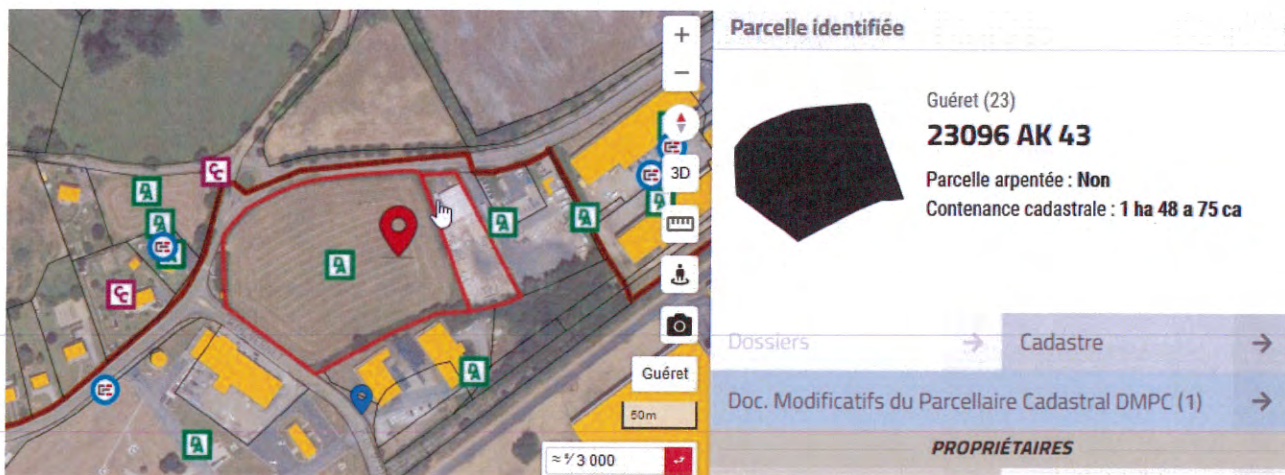 Parcelle identifiée
Guéret (23)
23096 AK 43
Parcelle arpentée : Non
Contenance cadastrale : 1 ha 48 a 75 ca
Dossiers
Cadastre
Doc. Modificatifs du Parcellaire Cadastral DMPC (1)
PROPRIÉTAIRES
+
−
3D
Guéret
50m
≈ 1/3 000